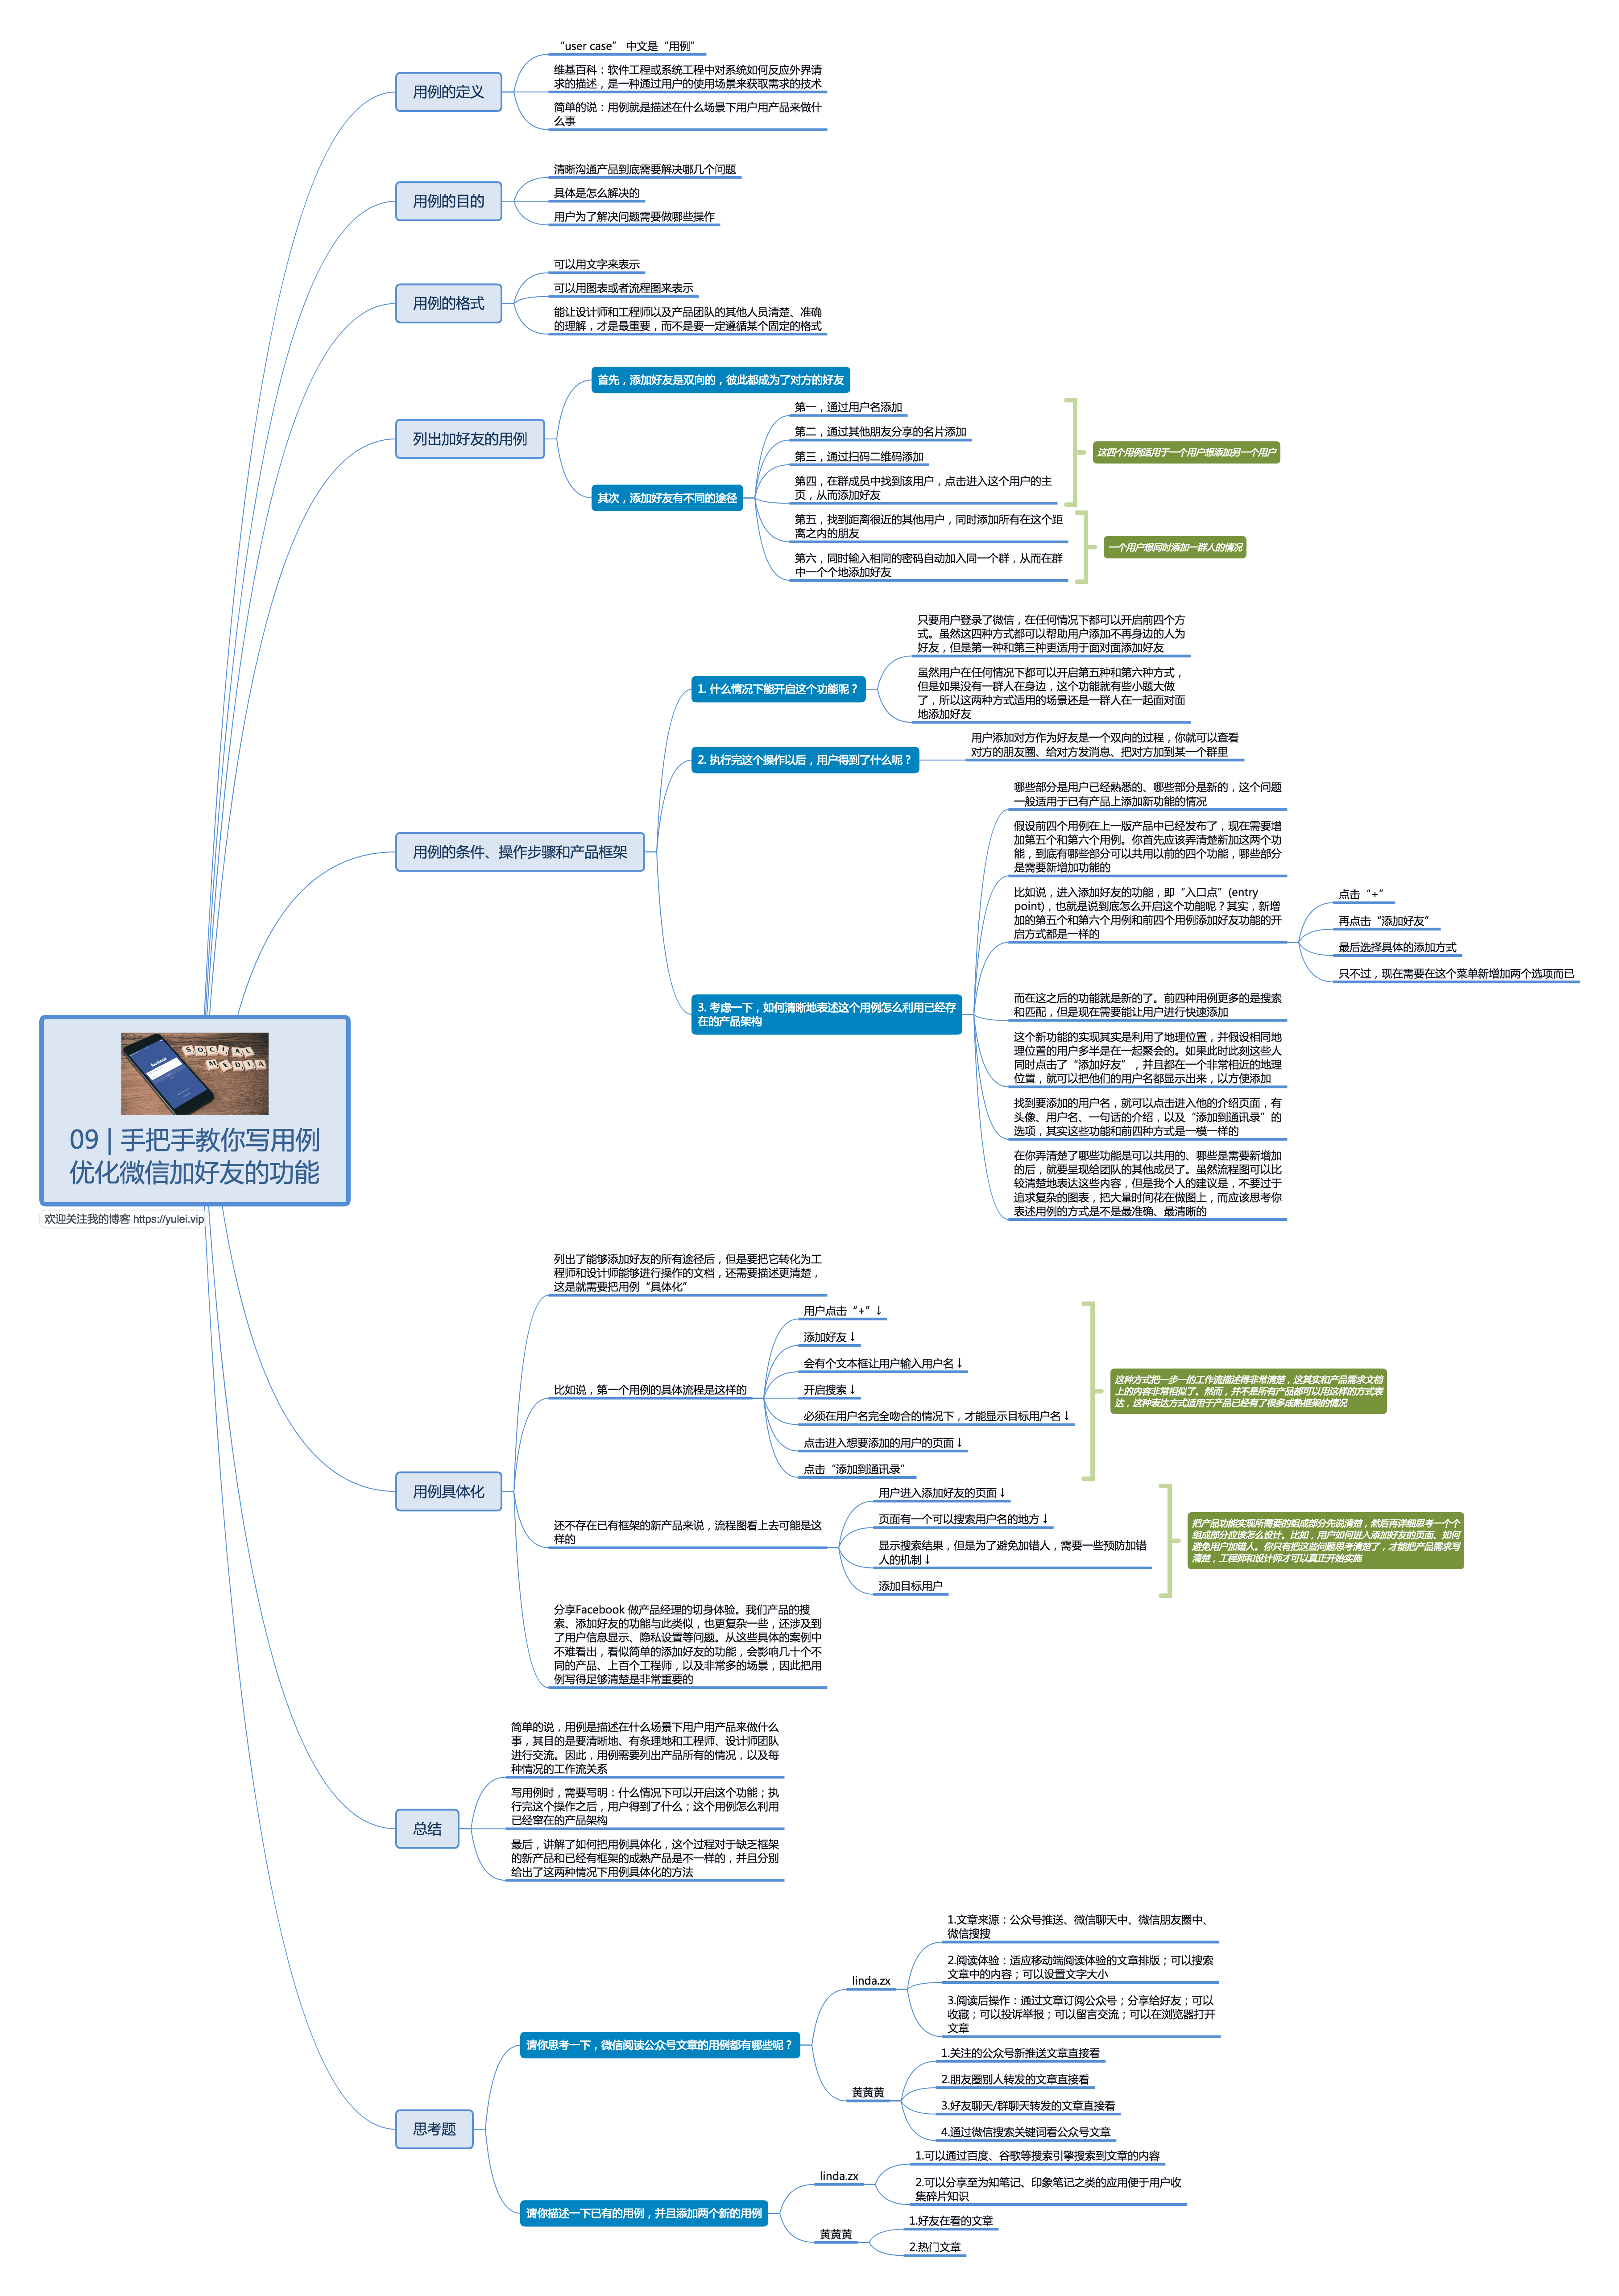 “user case” 中文是“用例”
用例的定义
维基百科：软件工程或系统工程中对系统如何反应外界请
求的描述，是一种通过用户的使用场景来获取需求的技术
简单的说：用例就是描述在什么场景下用户用产品来做什
么事
用例的目的
清晰沟通产品到底需要解决哪几个问题
具体是怎么解决的
用户为了解决问题需要做哪些操作
用例的格式
可以用文字来表示
可以用图表或者流程图来表示
能让设计师和工程师以及产品团队的其他人员清楚、准确
的理解，才是最重要，而不是要一定遵循某个固定的格式
列出加好友的用例
首先，添加好友是双向的，彼此都成为了对方的好友
其次，添加好友有不同的途径
第一，通过用户名添加
第二，通过其他朋友分享的名片添加
第三，通过扫码二维码添加
第四，在群成员中找到该用户，点击进入这个用户的主
页，从而添加好友
这四个用例适用于一个用户想添加另一个用户
第五，找到距离很近的其他用户，同时添加所有在这个距
离之内的朋友
第六，同时输入相同的密码自动加入同一个群，从而在群
中一个个地添加好友
一个用户想同时添加一群人的情况
用例的条件、操作步骤和产品框架
1. 什么情况下能开启这个功能呢？
只要用户登录了微信，在任何情况下都可以开启前四个方
式。虽然这四种方式都可以帮助用户添加不再身边的人为
好友，但是第一种和第三种更适用于面对面添加好友
虽然用户在任何情况下都可以开启第五种和第六种方式，
但是如果没有一群人在身边，这个功能就有些小题大做
了，所以这两种方式适用的场景还是一群人在一起面对面
地添加好友
2. 执行完这个操作以后，用户得到了什么呢？
用户添加对方作为好友是一个双向的过程，你就可以查看
对方的朋友圈、给对方发消息、把对方加到某一个群里
3. 考虑一下，如何清晰地表述这个用例怎么利用已经存
在的产品架构
哪些部分是用户已经熟悉的、哪些部分是新的，这个问题
一般适用于已有产品上添加新功能的情况
假设前四个用例在上一版产品中已经发布了，现在需要增
加第五个和第六个用例。你首先应该弄清楚新加这两个功
能，到底有哪些部分可以共用以前的四个功能，哪些部分
是需要新增加功能的
比如说，进入添加好友的功能，即“入口点”(entry
point)，也就是说到底怎么开启这个功能呢？其实，新增
加的第五个和第六个用例和前四个用例添加好友功能的开
启方式都是一样的
点击“+”
再点击“添加好友”
最后选择具体的添加方式
只不过，现在需要在这个菜单新增加两个选项而已
而在这之后的功能就是新的了。前四种用例更多的是搜索
和匹配，但是现在需要能让用户进行快速添加
这个新功能的实现其实是利用了地理位置，并假设相同地
理位置的用户多半是在一起聚会的。如果此时此刻这些人
同时点击了“添加好友”，并且都在一个非常相近的地理
位置，就可以把他们的用户名都显示出来，以方便添加
找到要添加的用户名，就可以点击进入他的介绍页面，有
头像、用户名、一句话的介绍，以及“添加到通讯录”的
选项，其实这些功能和前四种方式是一模一样的
在你弄清楚了哪些功能是可以共用的、哪些是需要新增加
的后，就要呈现给团队的其他成员了。虽然流程图可以比
较清楚地表达这些内容，但是我个人的建议是，不要过于
追求复杂的图表，把大量时间花在做图上，而应该思考你
表述用例的方式是不是最准确、最清晰的
facebook
SOCIAL
MEDIA
09 | 手把手教你写用例
优化微信加好友的功能
欢迎关注我的博客 https://yulei.vip
用例具体化
列出了能够添加好友的所有途径后，但是要把它转化为工
程师和设计师能够进行操作的文档，还需要描述更清楚，
这是就需要把用例“具体化”
比如说，第一个用例的具体流程是这样的
用户点击“+”↓
添加好友↓
会有个文本框让用户输入用户名↓
开启搜索↓
必须在用户名完全吻合的情况下，才能显示目标用户名↓
点击进入想要添加的用户的页面↓
点击“添加到通讯录”
这种方式把一步一的工作流描述得非常清楚，这其实和产品需求文档
上的内容非常相似了。然而，并不是所有产品都可以用这样的方式表
达，这种表达方式适用于产品已经有了很多成熟框架的情况
还不存在已有框架的新产品来说，流程图看上去可能是这
样的
用户进入添加好友的页面↓
页面有一个可以搜索用户名的地方↓
显示搜索结果，但是为了避免加错人，需要一些预防加错
人的机制↓
添加目标用户
把产品功能实现所需要的组成部分先说清楚，然后再详细思考一个个
组成部分应该怎么设计。比如，用户如何进入添加好友的页面、如何
避免用户加错人。你只有把这些问题思考清楚了，才能把产品需求写
清楚，工程师和设计师才可以真正开始实施
分享Facebook 做产品经理的切身体验。我们产品的搜
索、添加好友的功能与此类似，也更复杂一些，还涉及到
了用户信息显示、隐私设置等问题。从这些具体的案例中
不难看出，看似简单的添加好友的功能，会影响几十个不
同的产品、上百个工程师，以及非常多的场景，因此把用
例写得足够清楚是非常重要的
总结
简单的说，用例是描述在什么场景下用户用产品来做什么
事，其目的是要清晰地、有条理地和工程师、设计师团队
进行交流。因此，用例需要列出产品所有的情况，以及每
种情况的工作流关系
写用例时，需要写明：什么情况下可以开启这个功能；执
行完这个操作之后，用户得到了什么；这个用例怎么利用
已经窜在的产品架构
最后，讲解了如何把用例具体化，这个过程对于缺乏框架
的新产品和已经有框架的成熟产品是不一样的，并且分别
给出了这两种情况下用例具体化的方法
思考题
请你思考一下，微信阅读公众号文章的用例都有哪些呢？
linda.zx
1.文章来源：公众号推送、微信聊天中、微信朋友圈中、
微信搜搜
2.阅读体验：适应移动端阅读体验的文章排版；可以搜索
文章中的内容；可以设置文字大小
3.阅读后操作：通过文章订阅公众号；分享给好友；可以
收藏；可以投诉举报；可以留言交流；可以在浏览器打开
文章
黄黄黄
1.关注的公众号新推送文章直接看
2.朋友圈别人转发的文章直接看
3.好友聊天/群聊天转发的文章直接看
4.通过微信搜索关键词看公众号文章
请你描述一下已有的用例，并且添加两个新的用例
linda.zx
1.可以通过百度、谷歌等搜索引擎搜索到文章的内容
2.可以分享至为知笔记、印象笔记之类的应用便于用户收
集碎片知识
黄黄黄
1.好友在看的文章
2.热门文章